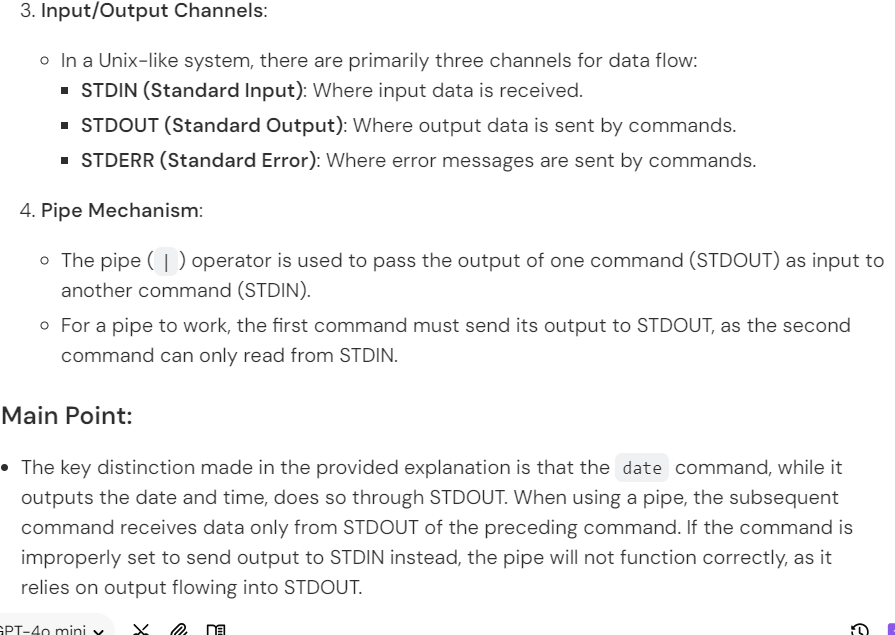 3. Input/Output Channels:
In a Unix-like system, there are primarily three channels for data flow:
STDIN (Standard Input): Where input data is received.
STDOUT (Standard Output): Where output data is sent by commands.
STDERR (Standard Error): Where error messages are sent by commands.
4. Pipe Mechanism:
The pipe ( | ) operator is used to pass the output of one command (STDOUT) as input to
another command (STDIN).
For a pipe to work, the first command must send its output to STDOUT, as the second
command can only read from STDIN.
Main Point:
The key distinction made in the provided explanation is that the date command, while it
outputs the date and time, does so through STDOUT. When using a pipe, the subsequent
command receives data only from STDOUT of the preceding command. If the command is
improperly set to send output to STDIN instead, the pipe will not function correctly, as it
relies on output flowing into STDOUT.
GPT-4o mini